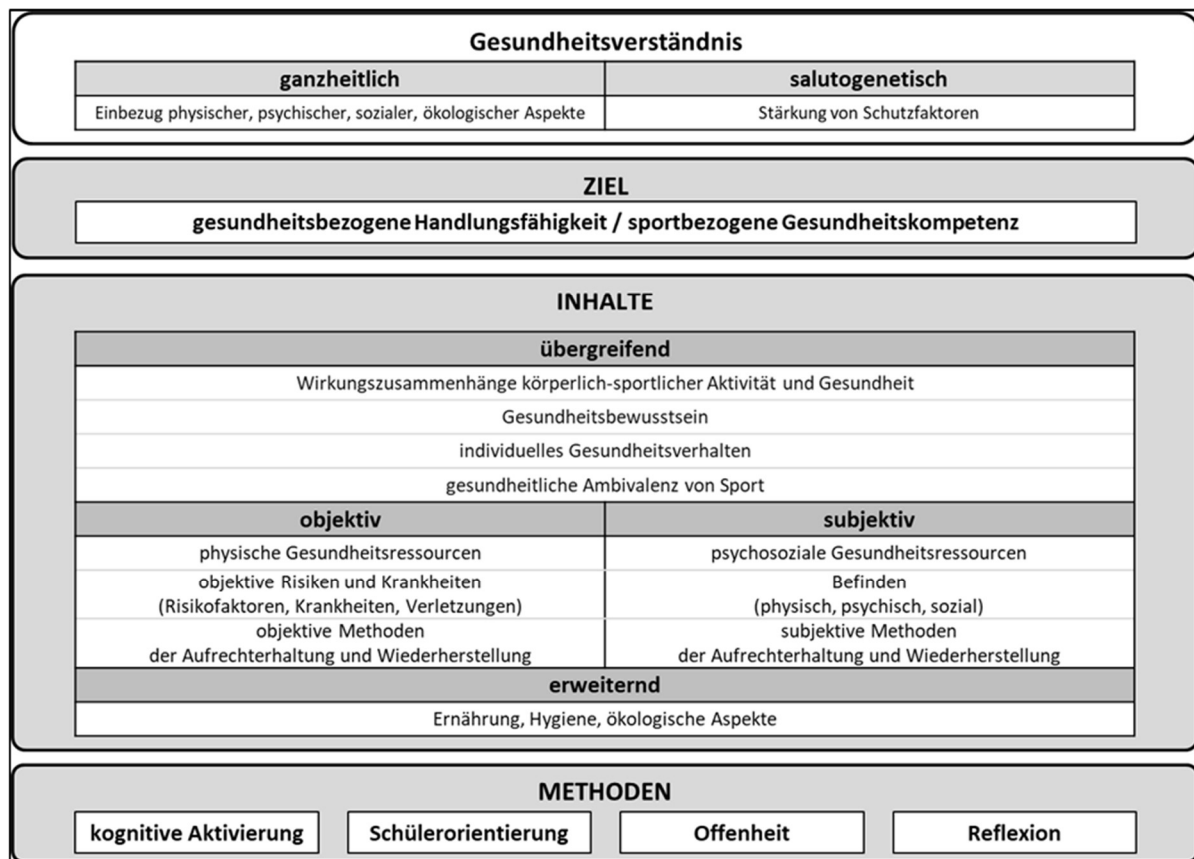 Gesundheitsverständnis
ganzheitlich
salutogenetisch
Einbezug physischer, psychischer, sozialer, ökologischer Aspekte
Stärkung von Schutzfaktoren
ZIEL
gesundheitsbezogene Handlungsfähigkeit / sportbezogene Gesundheitskompetenz
INHALTE
übergreifend
Wirkungszusammenhänge körperlich-sportlicher Aktivität und Gesundheit
Gesundheitsbewusstsein
individuelles Gesundheitsverhalten
gesundheitliche Ambivalenz von Sport
objektiv
subjektiv
physische Gesundheitsressourcen
psychosoziale Gesundheitsressourcen
objektive Risiken und Krankheiten
(Risikofaktoren, Krankheiten, Verletzungen)
Befinden
(physisch, psychisch, sozial)
objektive Methoden
der Aufrechterhaltung und Wiederherstellung
subjektive Methoden
der Aufrechterhaltung und Wiederherstellung
erweiternd
Ernährung, Hygiene, ökologische Aspekte
METHODEN
kognitive Aktivierung
Schülerorientierung
Offenheit
Reflexion